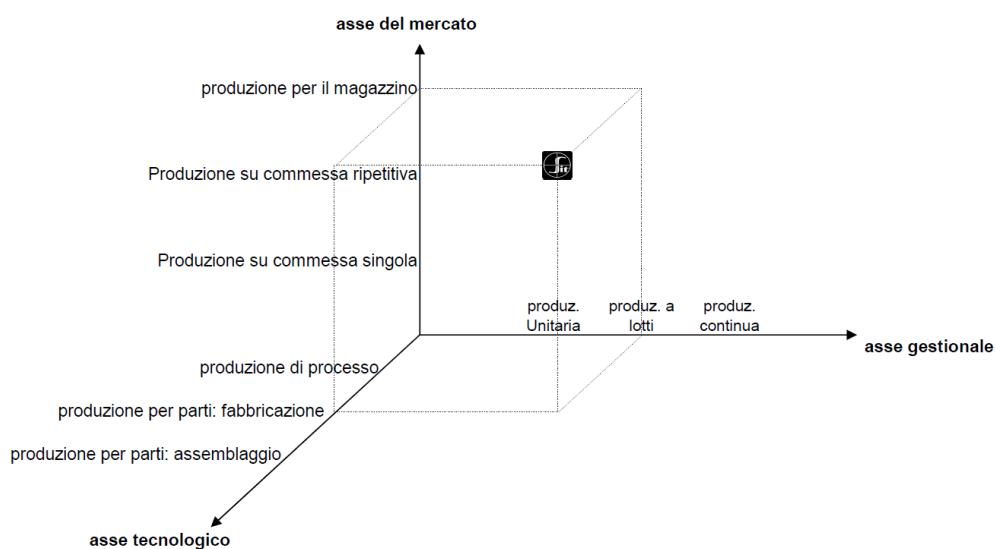 asse del mercato
produzione per il magazzino
Produzione su commessa ripetitiva
Produzione su commessa singola
produz. Unitaria
produz. a lotti
produz. continua
asse gestionale
produzione di processo
produzione per parti: fabbricazione
produzione per parti: assemblaggio
asse tecnologico